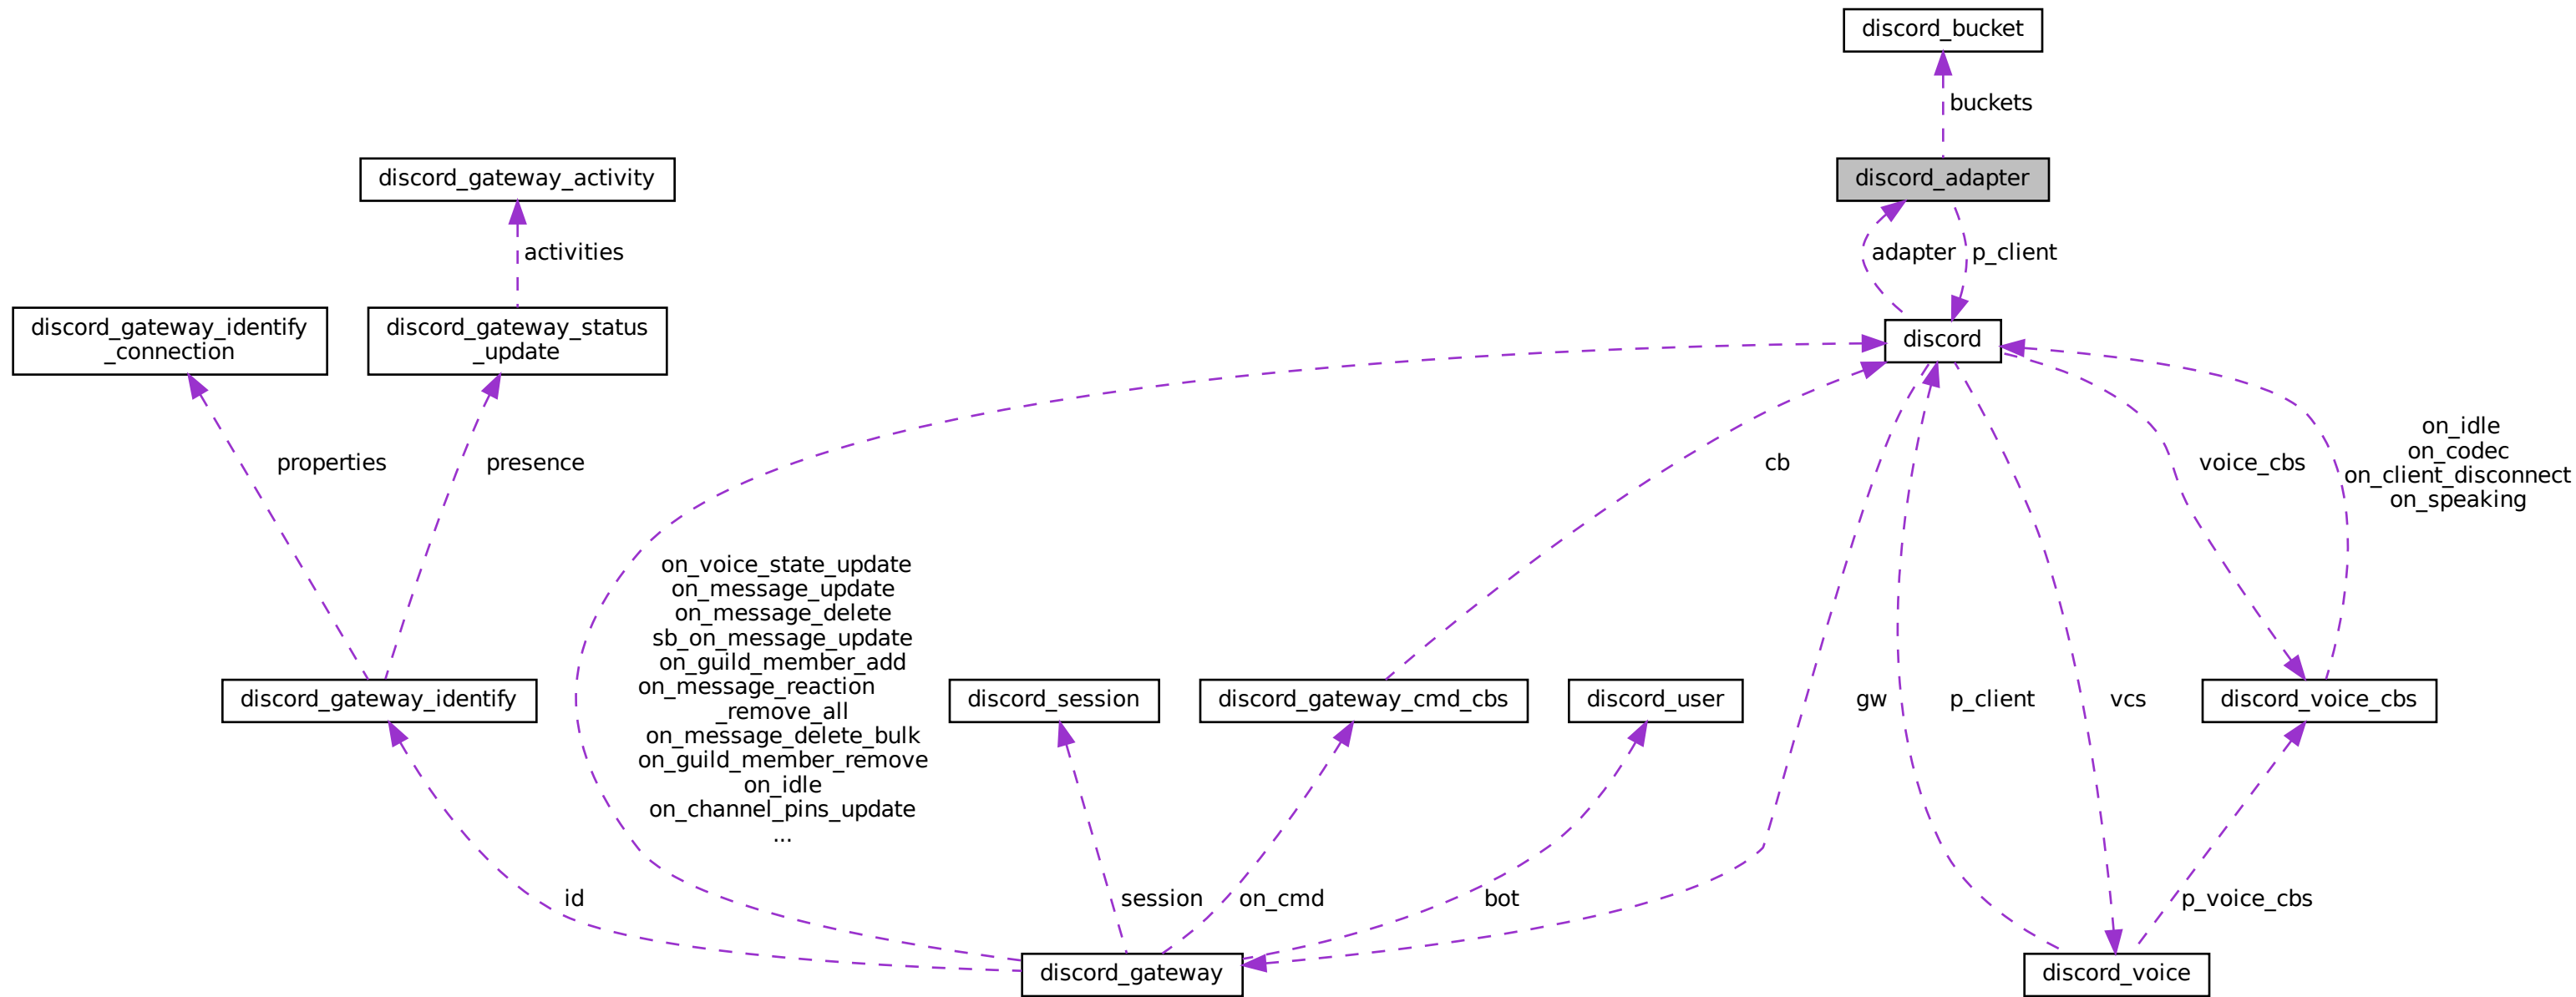 discord_bucket
buckets
discord_gateway_activity
discord_adapter
activities
adapter
p_client
discord_gateway_identify
_connection
discord_gateway_status
_update
discord
properties
presence
cb
voice_cbs
on_idle
on_codec
on_client_disconnect
on_speaking
on_voice_state_update
on_message_update
on_message_delete
sb_on_message_update
on_guild_member_add
on_message_reaction
_remove_all
on_message_delete_bulk
on_guild_member_remove
on_idle
on_channel_pins_update
...
discord_gateway_identify
discord_session
discord_gateway_cmd_cbs
discord_user
gw
p_client
vcs
discord_voice_cbs
id
session
on_cmd
bot
p_voice_cbs
discord_gateway
discord_voice